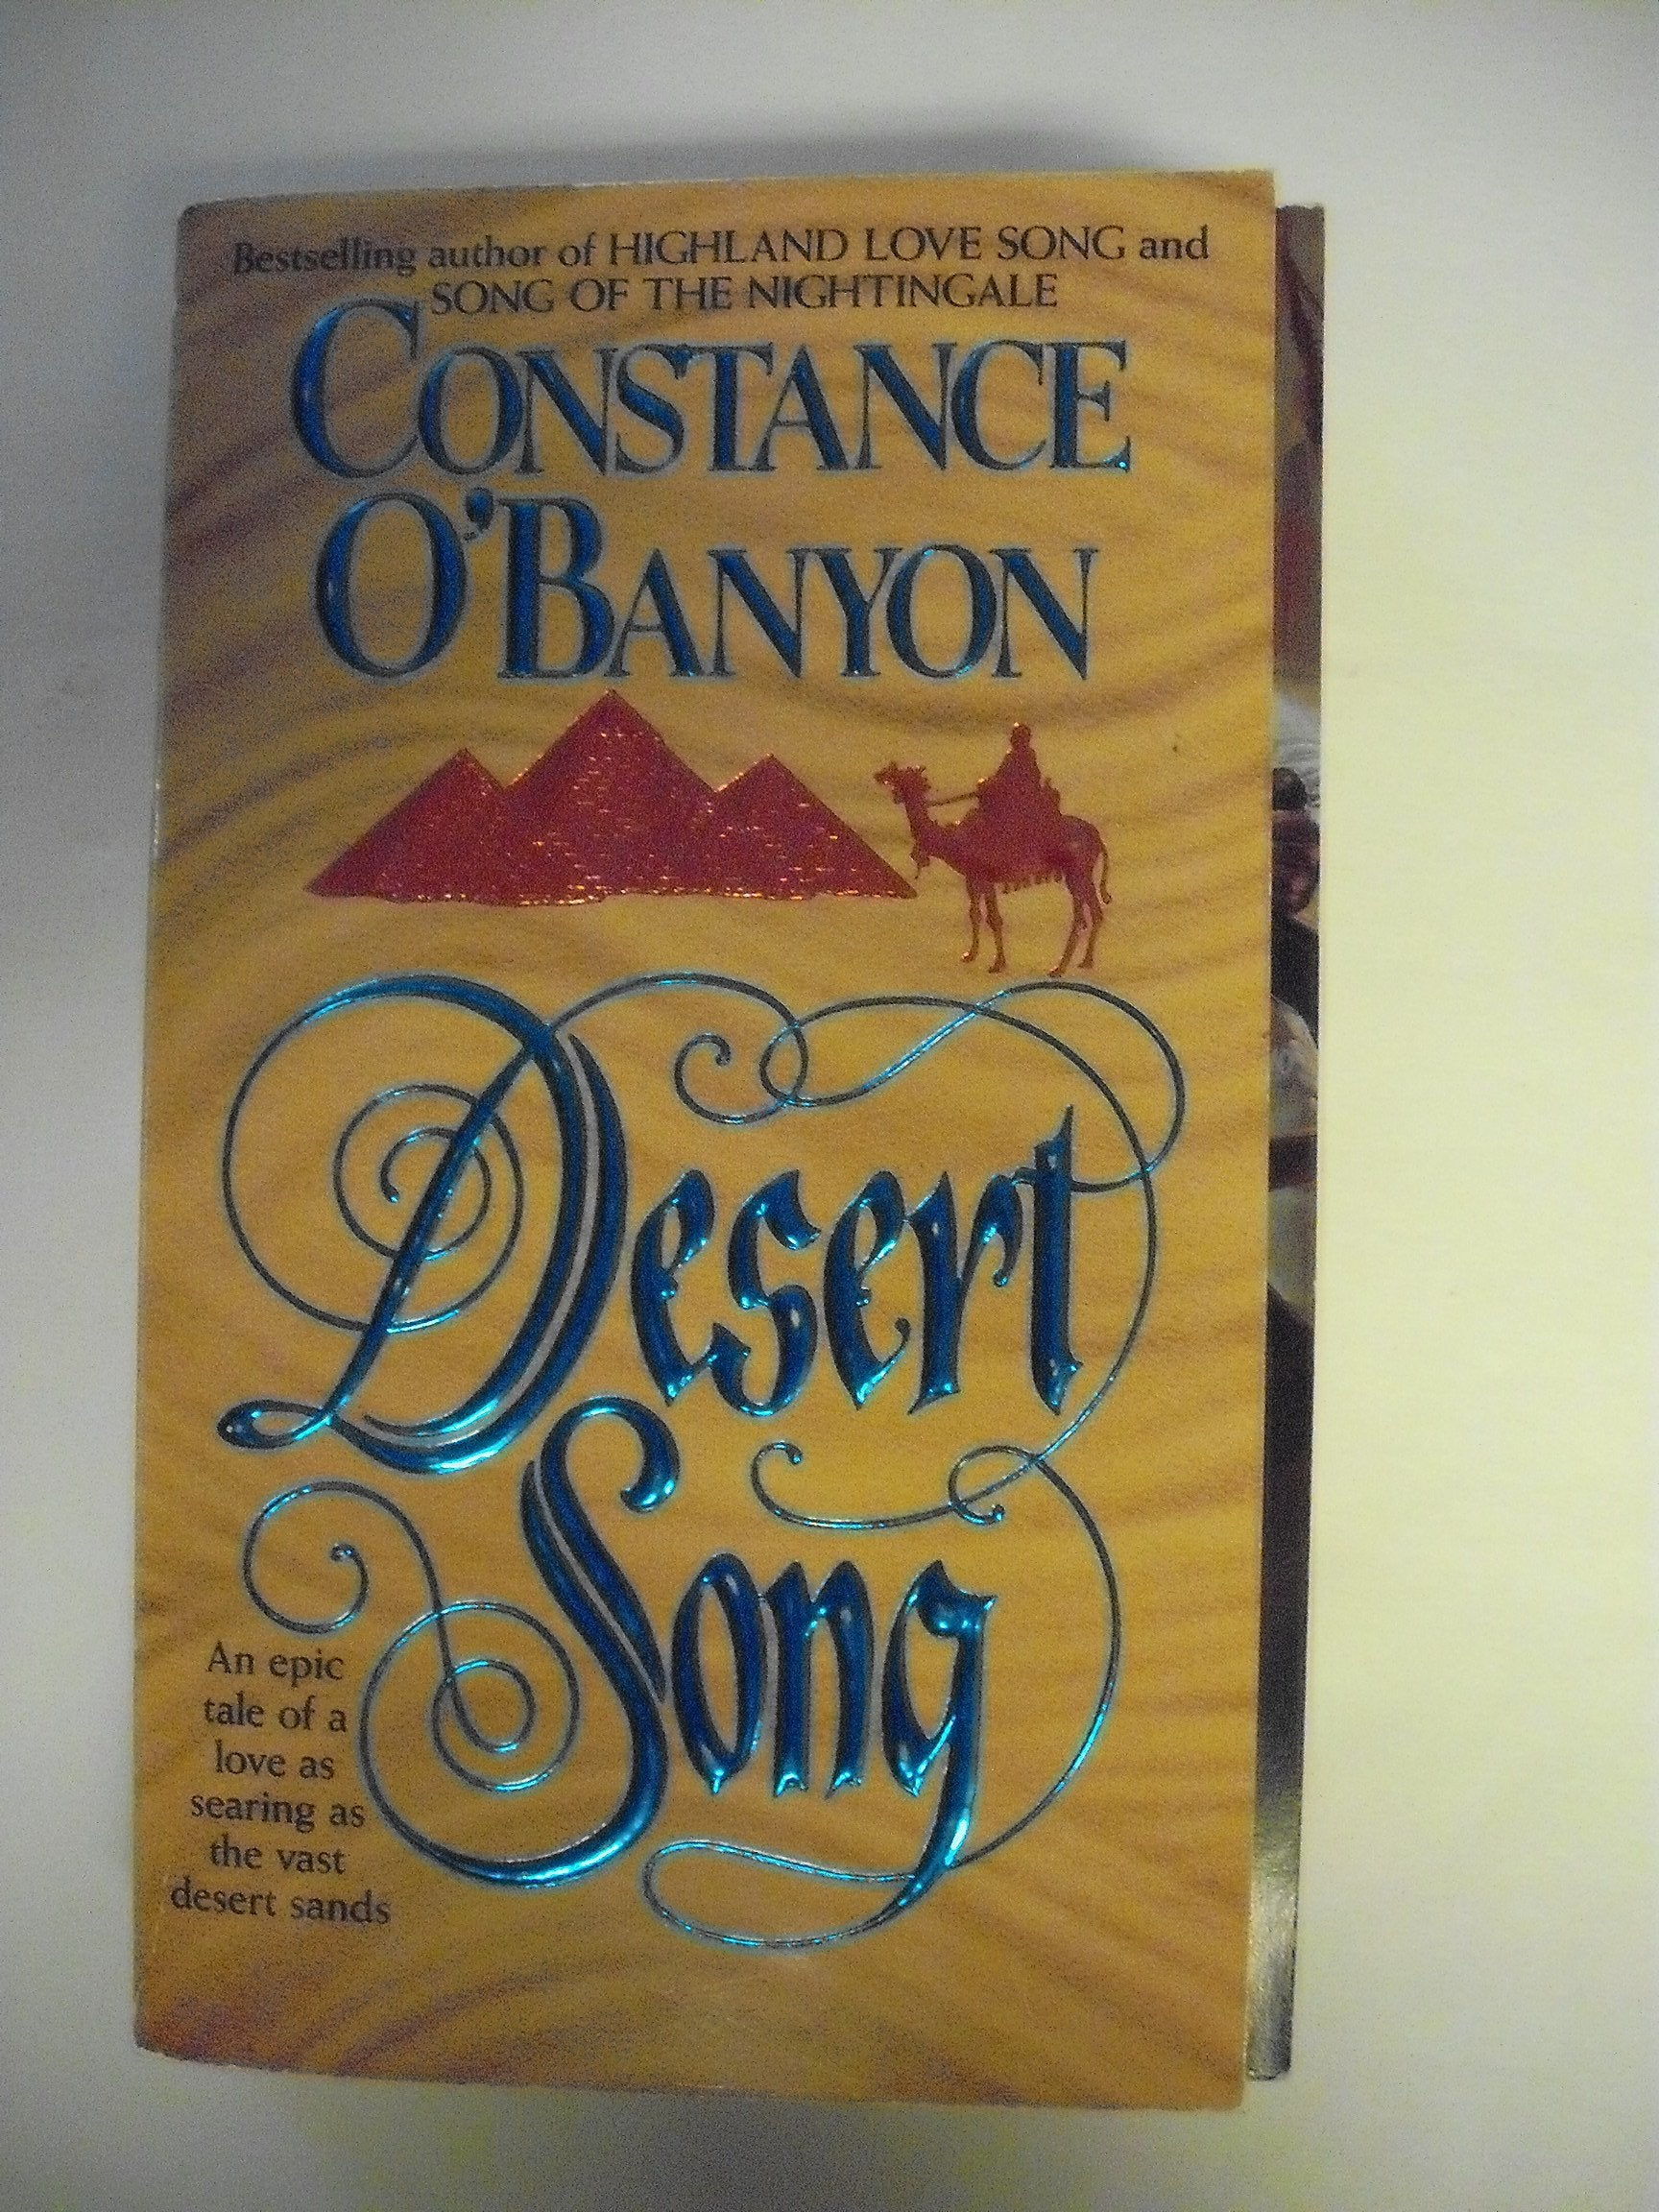 Bestselling author of HIGHLAND LOVE SONG and
SONG OF THE NIGHTINGALE
CONSTANCE
O'BANYON
Desert
Song
An epic
tale of a
love as
searing as
the vast
desert sands